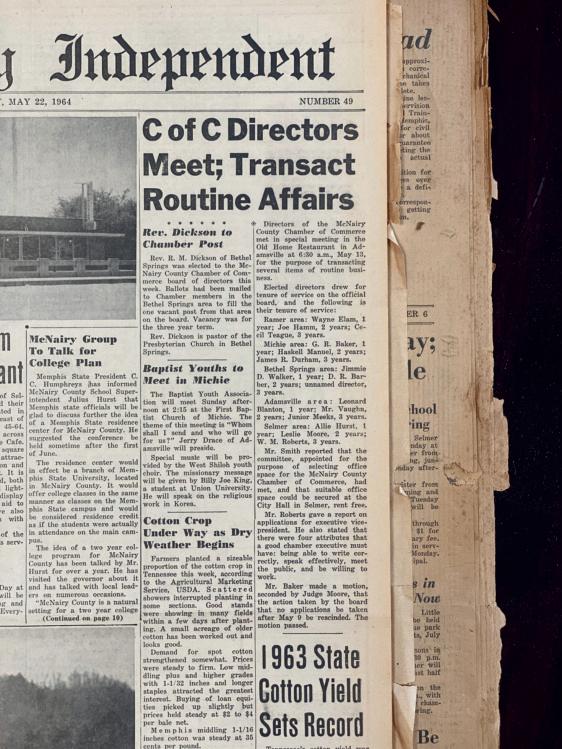 Independent
, MAY 22, 1964
NUMBER 49
C of C Directors
Meet; Transact
Routine Affairs
* * * * * *
Rev. Dickson to
Chamber Post
Rev. R. M. Dickson of Bethel
Springs was elected to the Mc-
Nairy County Chamber of Com-
merce board of directors this
week. Ballots had been mailed
to Chamber members in the
Bethel Springs area to fill the
one vacant post from that area
on the board. Vacancy was for
the three year term.
Rev. Dickson is pastor of the
Presbyterian Church in Bethel
Springs.
Baptist Youths to
Meet in Michie
The Baptist Youth Associa-
tion will meet Sunday after-
noon at 2:15 at the First Bap-
tist Church of Michie. The
theme of this meeting is "Whom
shall I send and who will go
for us?" Jerry Drace of Ad-
amsville will preside.
Special music will be pro-
vided by the West Shiloh youth
choir. The missionary message
will be given by Billy Joe King,
a student at Union University.
He will speak on the religious
work in Korea.
Cotton Crop
Under Way as Dry
Weather Begins
Farmers planted a sizeable
proportion of the cotton crop in
Tennessee this week, according
to the Agricultural Marketing
Service, USDA. Scattered
showers interrupted planting in
some sections. Good stands
were showing in many fields
within a few days after plant-
ing. A small acreage of older
cotton has been worked out and
looks good.
Demand for spot cotton
strengthened somewhat. Prices
were steady to firm. Low mid-
dling plus and higher grades
with 1-1/32 inches and longer
staples attracted the greatest
interest. Buying of loan equi-
ties picked up slightly but
prices held steady at $2 to $4
per bale net.
Memphis middling 1-1/16
inches cotton was steady at 35
cents per pound.
* Directors of the McNairy
County Chamber of Commerce
met in special meeting in the
Old Home Restaurant in Ad-
amsville at 6:30 a.m., May 13,
for the purpose of transacting
several items of routine busi-
ness.
Elected directors drew for
tenure of service on the official
board, and the following is
their tenure of service:
Ramer area: Wayne Elam, 1
year; Joe Hamm, 2 years; Ce-
cil Teague, 3 years.
Michie area: G. R. Baker, 1
year; Haskell Mannel, 2 years;
James R. Durham, 3 years.
Bethel Springs area: Jimmie
D. Walker, 1 year; D. R. Bar-
ber, 2 years; unnamed director,
3 years.
Adamsville area: Leonard
Blanton, 1 year; Mr. Vaughn,
2 years; Junior Meeks, 3 years.
Selmer area: Allie Hurst, 1
year; Leslie Moore, 2 years;
W. M. Roberts, 3 years.
Mr. Smith reported that the
committee, appointed for the
purpose of selecting office
space for the McNairy County
Chamber of Commerce, had
met, and that suitable office
space could be secured at the
City Hall in Selmer, rent free.
Mr. Roberts gave a report on
applications for executive vice-
president. He also stated that
there were four attributes that
a good chamber executive must
have: being able to write cor-
rectly, speak effectively, meet
the public, and be willing to
work.
Mr. Baker made a motion,
seconded by Judge Moore, that
the action taken by the board
that no applications be taken
after May 9 be rescinded. The
motion passed.
1963 State
Cotton Yield
Sets Record
McNairy Group
To Talk for
College Plan
Memphis State President C.
C. Humphreys has informed
McNairy County School Super-
intendent Julius Hurst that
Memphis state officials will be
glad to discuss further the idea
of a Memphis State residence
center for McNairy County. He
suggested the conference be
held sometime after the first
of June.
The residence center would
in effect be a branch of Mem-
phis State University, located
in McNairy County. It would
offer college classes in the same
manner as classes on the Mem-
phis State campus and would
be considered residence credit
as if the students were actually
in attendance on the main cam-
pus.
The idea of a two year col-
lege program for McNairy
County has been talked by Mr.
Hurst for over a year. He has
visited the governor about it
and has talked with local lead-
ers on numerous occasions.
"McNairy County is a natural
setting for a two year college
(Continued on page 10)